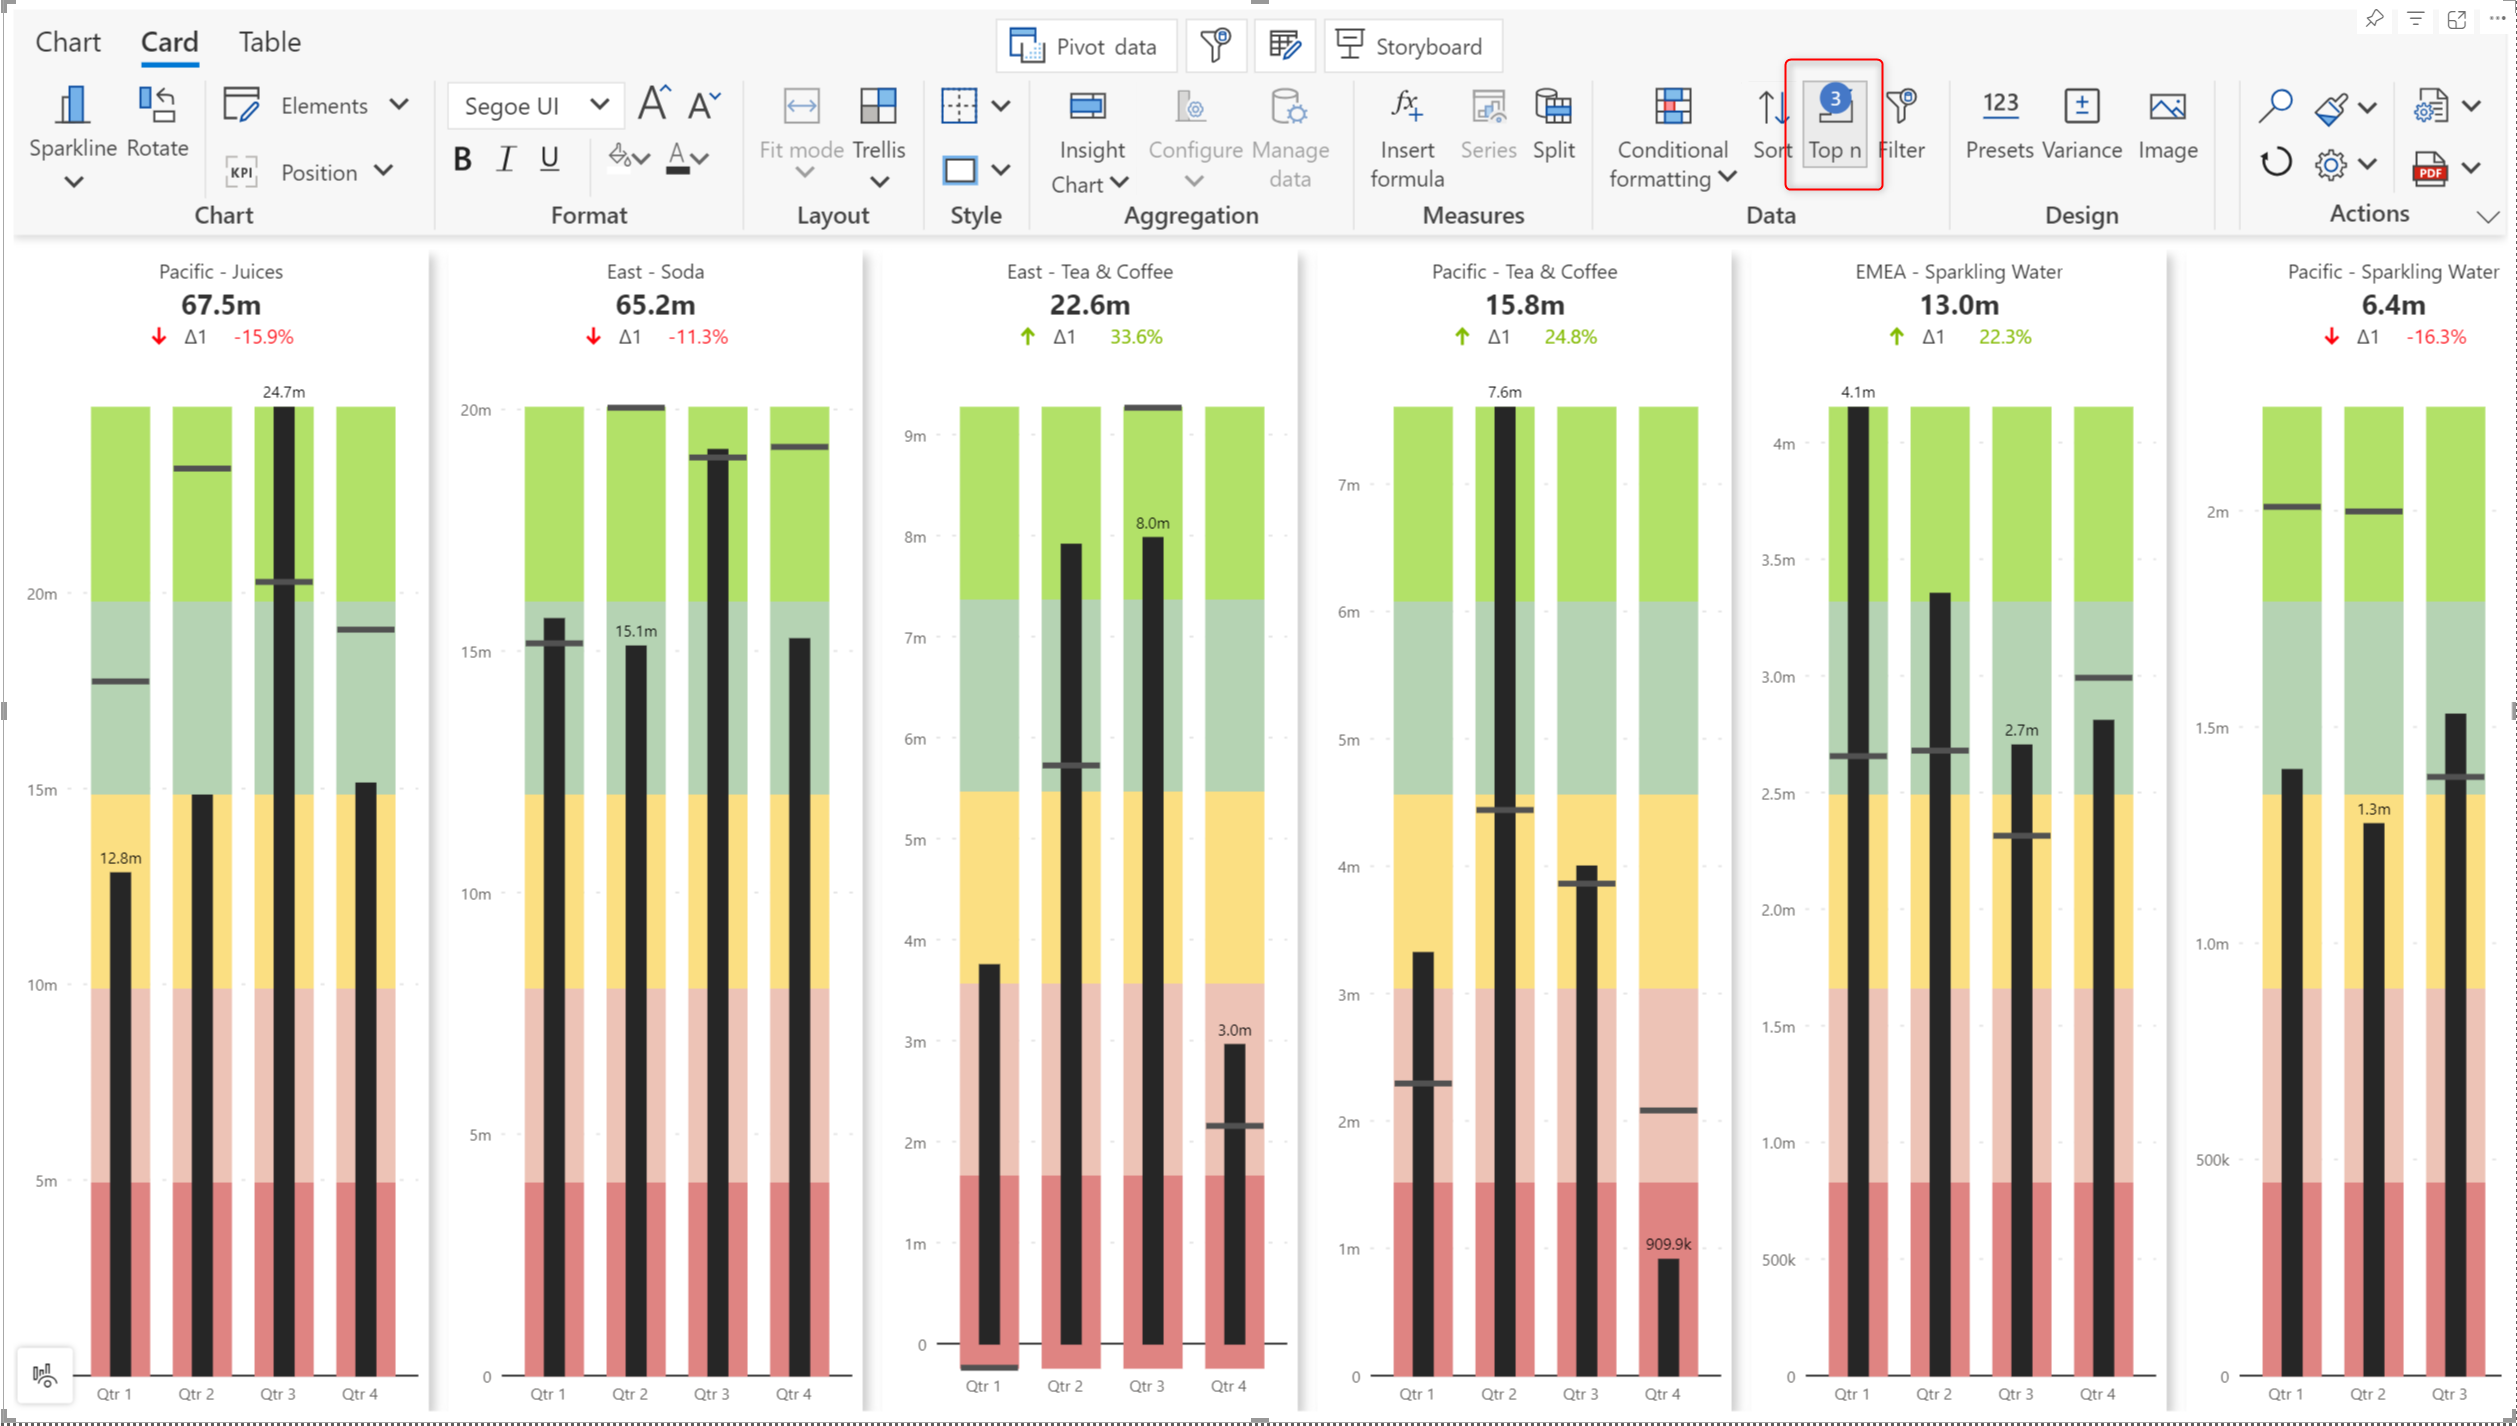 Chart Card Table
Pivot data
Storyboard
Sparkline
Rotate
Elements
KPI Position
Chart
Segoe UI
B I U
Format
Fit mode
Trellis
Layout
Style
Insight
Chart
Configure
Manage
data
Aggregation
Insert
formula
Series
Split
Measures
Conditional
formatting
Sort
3
Top n
Filter
Data
123
Presets
Variance
Image
Design
PDF
Actions
Pacific - Juices
67.5m
Δ1 -15.9%
24.7m
20m
15m
12.8m
10m
5m
Qtr 1 Qtr 2 Qtr 3 Qtr 4
East - Soda
65.2m
Δ1 -11.3%
20m
15.1m
15m
10m
5m
0
Qtr 1 Qtr 2 Qtr 3 Qtr 4
East - Tea & Coffee
22.6m
Δ1 33.6%
9m
8.0m
8m
7m
6m
5m
4m
3.0m
3m
2m
1m
0
Qtr 1 Qtr 2 Qtr 3 Qtr 4
Pacific - Tea & Coffee
15.8m
Δ1 24.8%
7.6m
7m
6m
5m
4m
3m
2m
909.9k
1m
0
Qtr 1 Qtr 2 Qtr 3 Qtr 4
EMEA - Sparkling Water
13.0m
Δ1 22.3%
4.1m
4m
3.5m
3.0m
2.7m
2.5m
2.0m
1.5m
1.0m
500k
0
Qtr 1 Qtr 2 Qtr 3 Qtr 4
Pacific - Sparkling Water
6.4m
Δ1 -16.3%
2m
1.5m
1.3m
1.0m
500k
0
Qtr 1 Qtr 2 Qtr 3